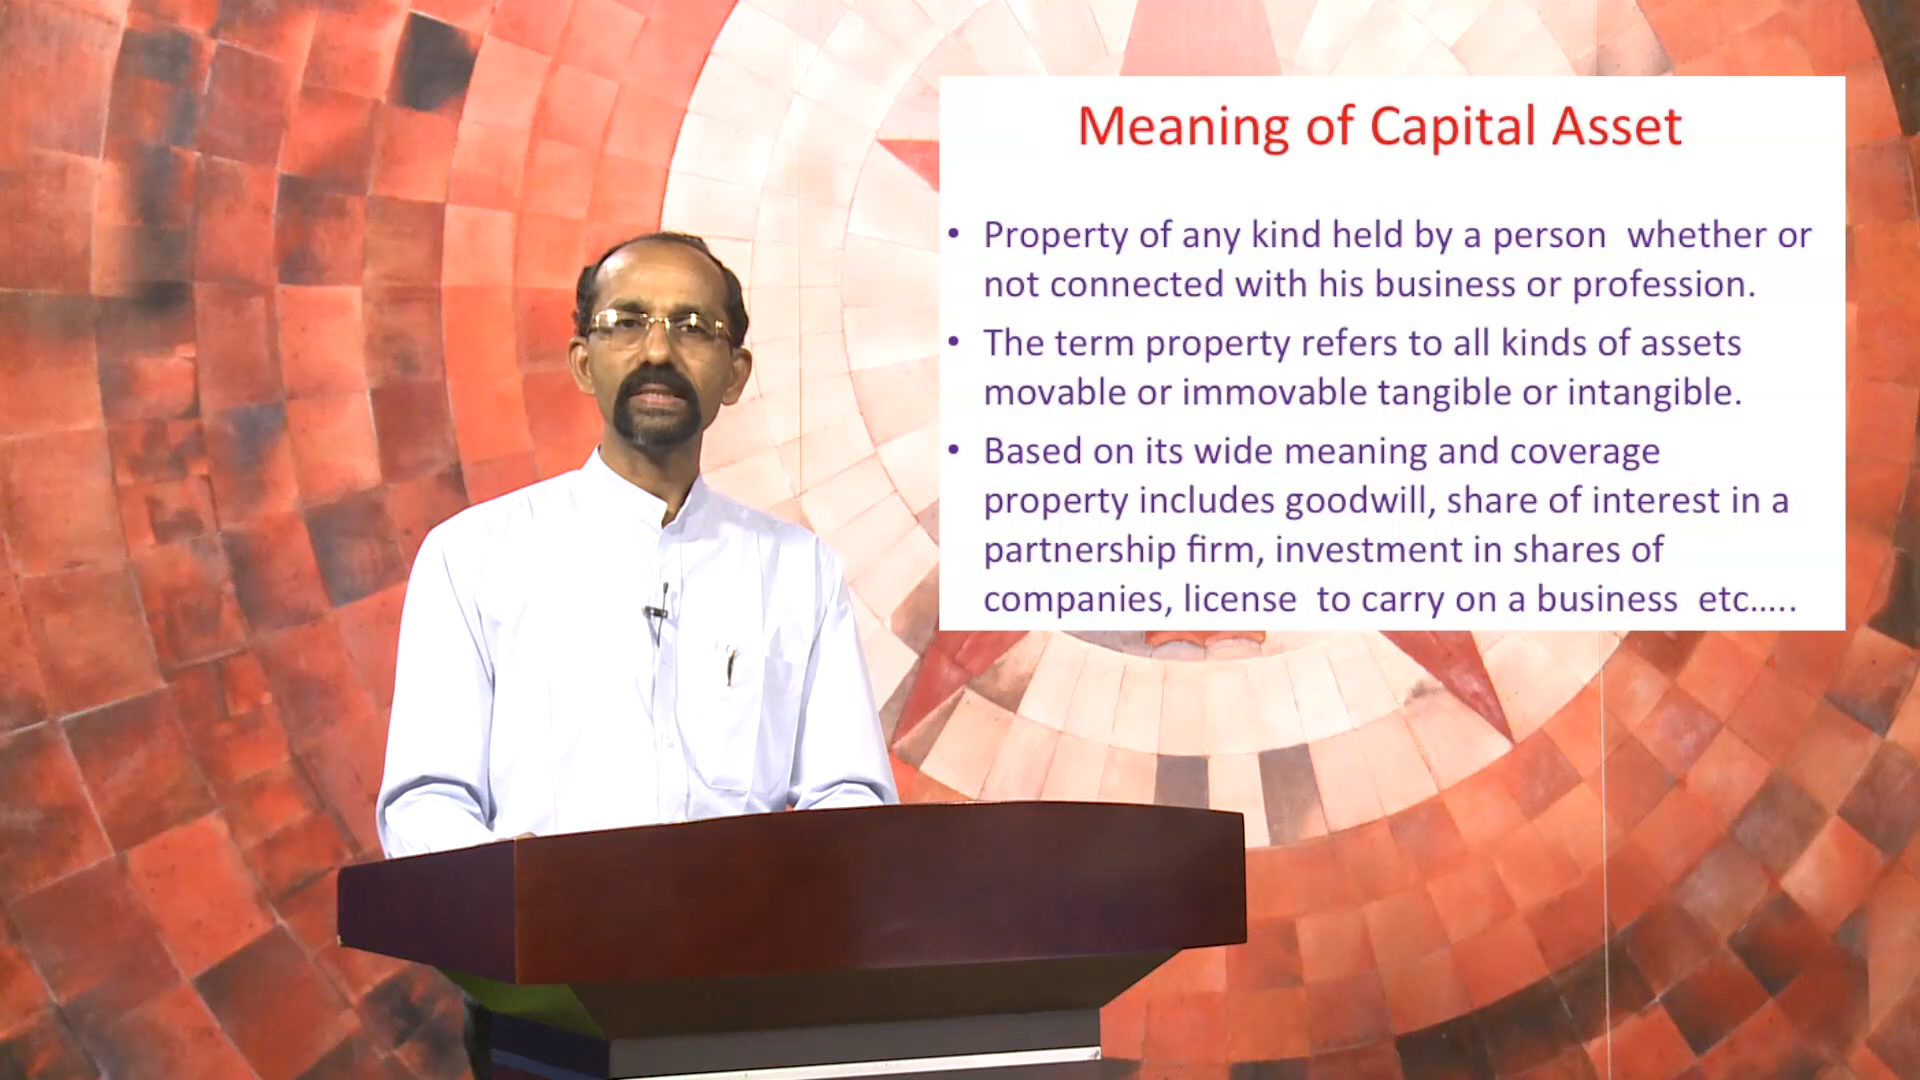 Meaning of Capital Asset
• Property of any kind held by a person whether or
not connected with his business or profession.
• The term property refers to all kinds of assets
movable or immovable tangible or intangible.
• Based on its wide meaning and coverage
property includes goodwill, share of interest in a
partnership firm, investment in shares of
companies, license to carry on a business etc.....